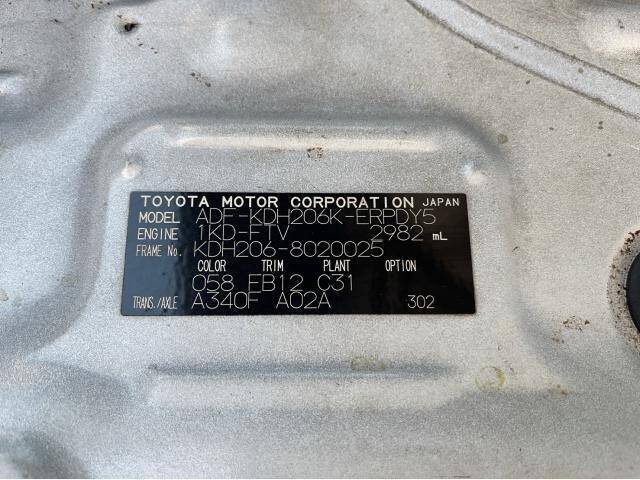 TOYOTA MOTOR CORPORATION JAPAN
MODEL ADF-KDH206K-ERPDY5
ENGINE 1KD-FTV 2982 mL
FRAME No. KDH206-8020025
COLOR TRIM PLANT OPTION
058 FB12 C31
TRANS./AXLE A340F A02A 302